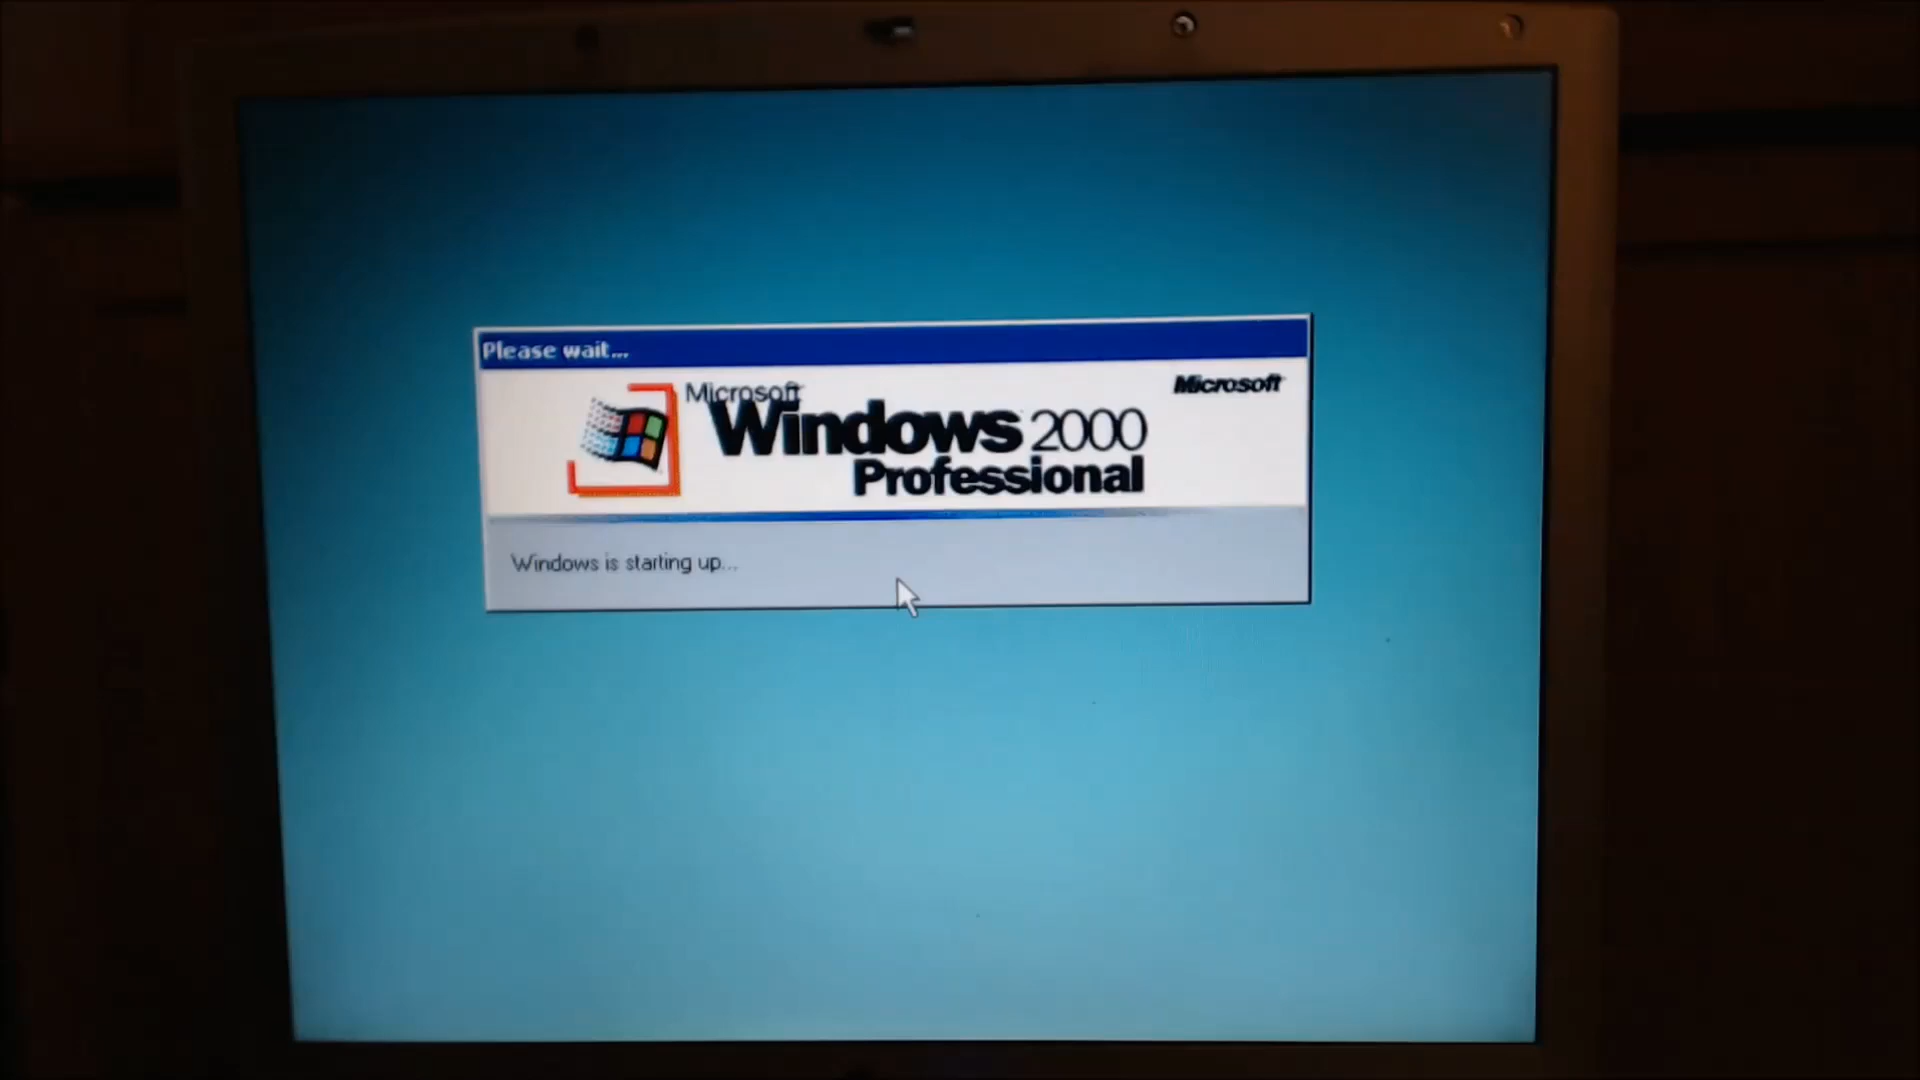 Please wait...
Microsoft
Microsoft
Windows 2000
Professional
Windows is starting up...